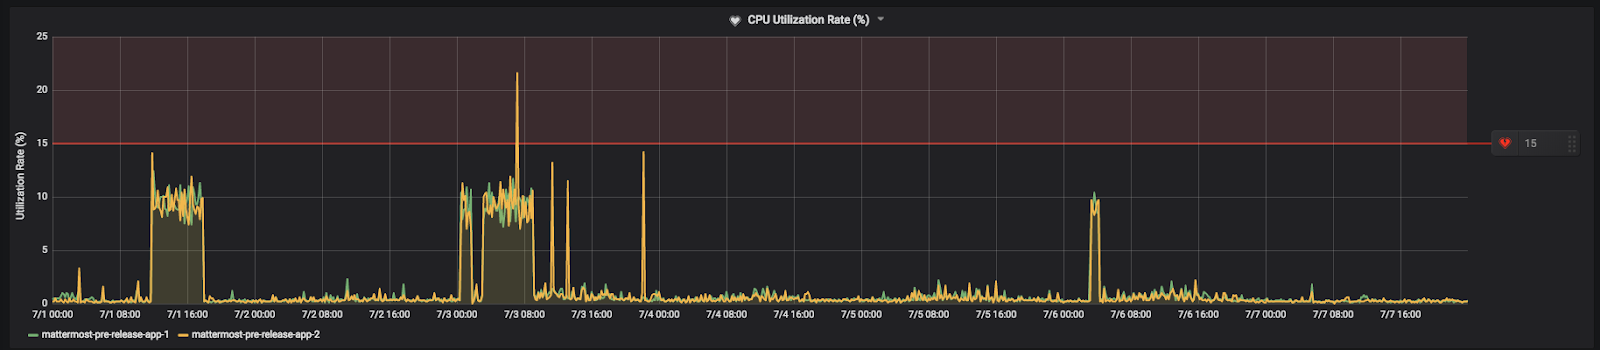 CPU Utilization Rate (%)
Utilization Rate (%)
25
20
15
10
5
0
15
7/1 00:00 7/1 08:00 7/1 16:00 7/2 00:00 7/2 08:00 7/2 16:00 7/3 00:00 7/3 08:00 7/3 16:00 7/4 00:00 7/4 08:00 7/4 16:00 7/5 00:00 7/5 08:00 7/5 16:00 7/6 00:00 7/6 08:00 7/6 16:00 7/7 00:00 7/7 08:00 7/7 16:00
mattermost-pre-release-app-1 mattermost-pre-release-app-2